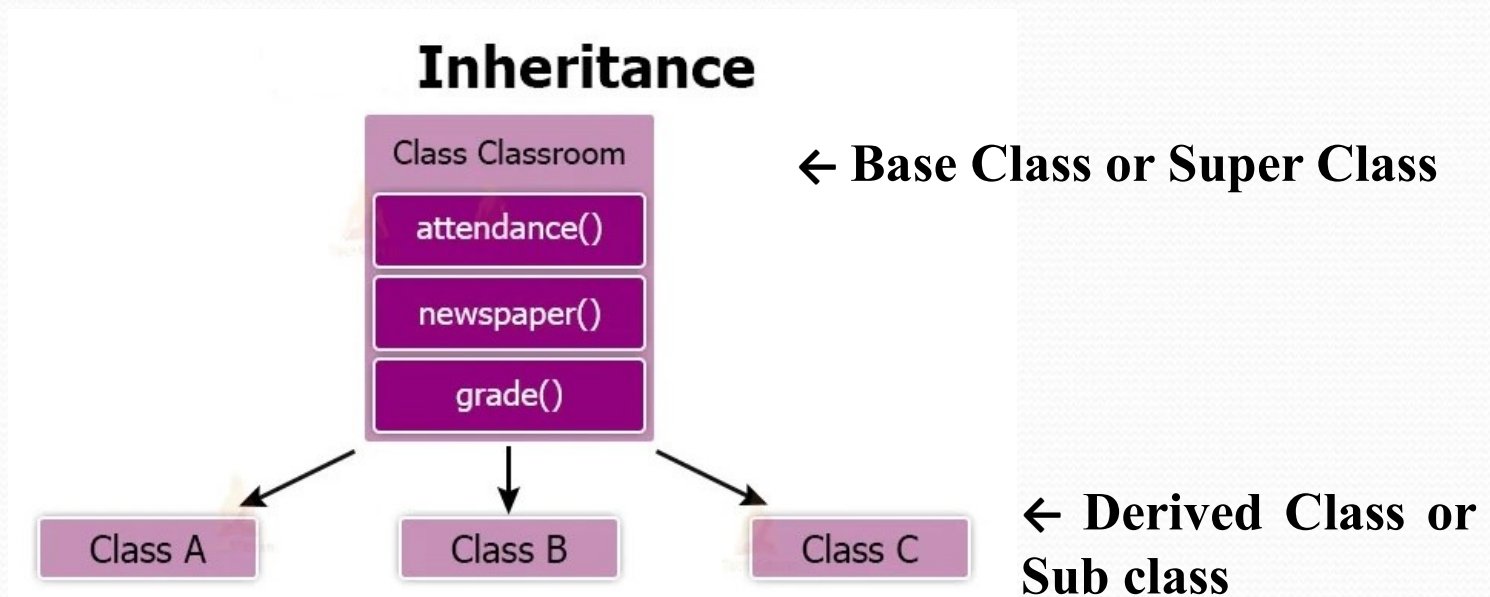 Inheritance
Class Classroom
← Base Class or Super Class
attendance()
newspaper()
grade()
Class A
Class B
Class C
← Derived Class or
Sub class